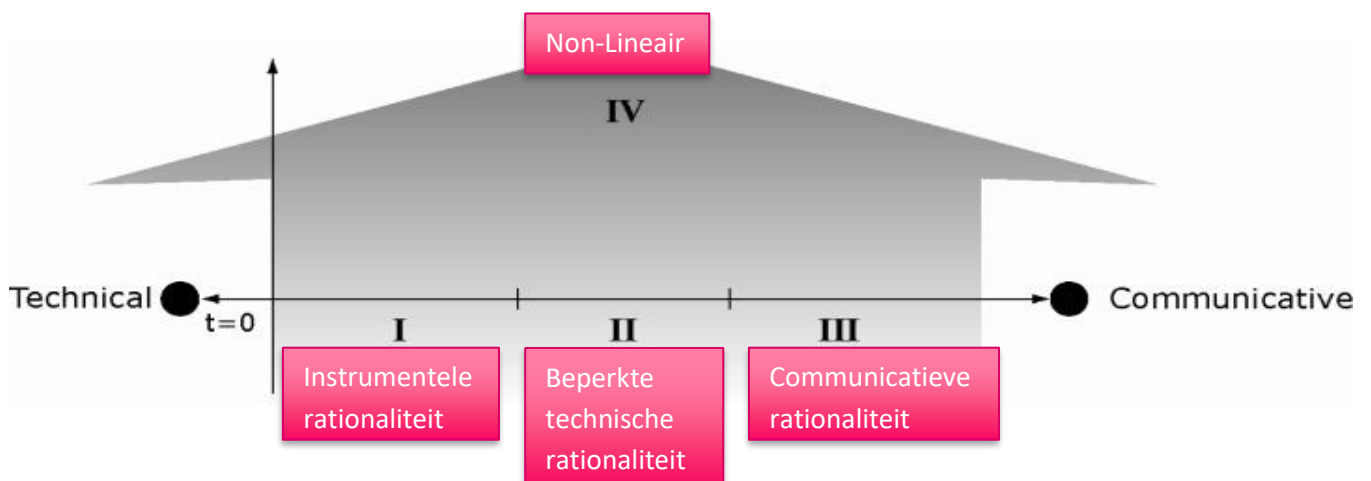 Non-Lineair
IV
Technical
Communicative
t=0
I
II
III
Instrumentele
rationaliteit
Beperkte
technische
rationaliteit
Communicatieve
rationaliteit